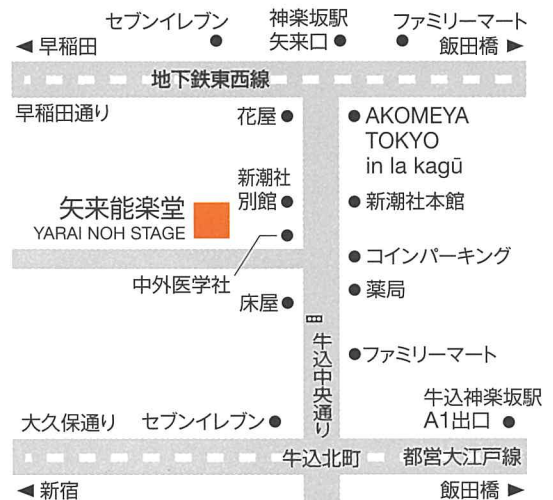 セブンイレブン
神楽坂駅
矢来口
ファミリーマート
早稲田
飯田橋
地下鉄東西線
早稲田通り
花屋
AKOMEYA
TOKYO
in la kagū
新潮社
別館
新潮社本館
矢来能楽堂
YARAI NOH STAGE
コインパーキング
中外医学社
薬局
床屋
牛込中央通り
ファミリーマート
牛込神楽坂駅
A1出口
大久保通り
セブンイレブン
牛込北町
都営大江戸線
新宿
飯田橋